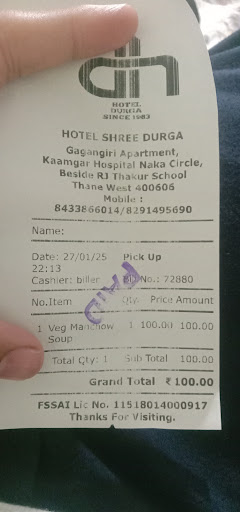 dh
HOTEL
DURGA
SINCE 1983
HOTEL SHREE DURGA
Gagangiri Apartment,
Kaamgar Hospital Naka Circle,
Beside RJ Thakur School
Thane West 400606
Mobile :
8433866014/8291495690
Name:
Date: 27/01/25 Pick Up
22:13
Cashier: biller Bill No.: 72880
PAID
No.Item Qty. Price Amount
1 Veg Manchow 1 100.00 100.00
Soup
Total Qty: 1 Sub Total 100.00
Grand Total ₹100.00
FSSAI Lic No. 11518014000917
Thanks For Visiting.